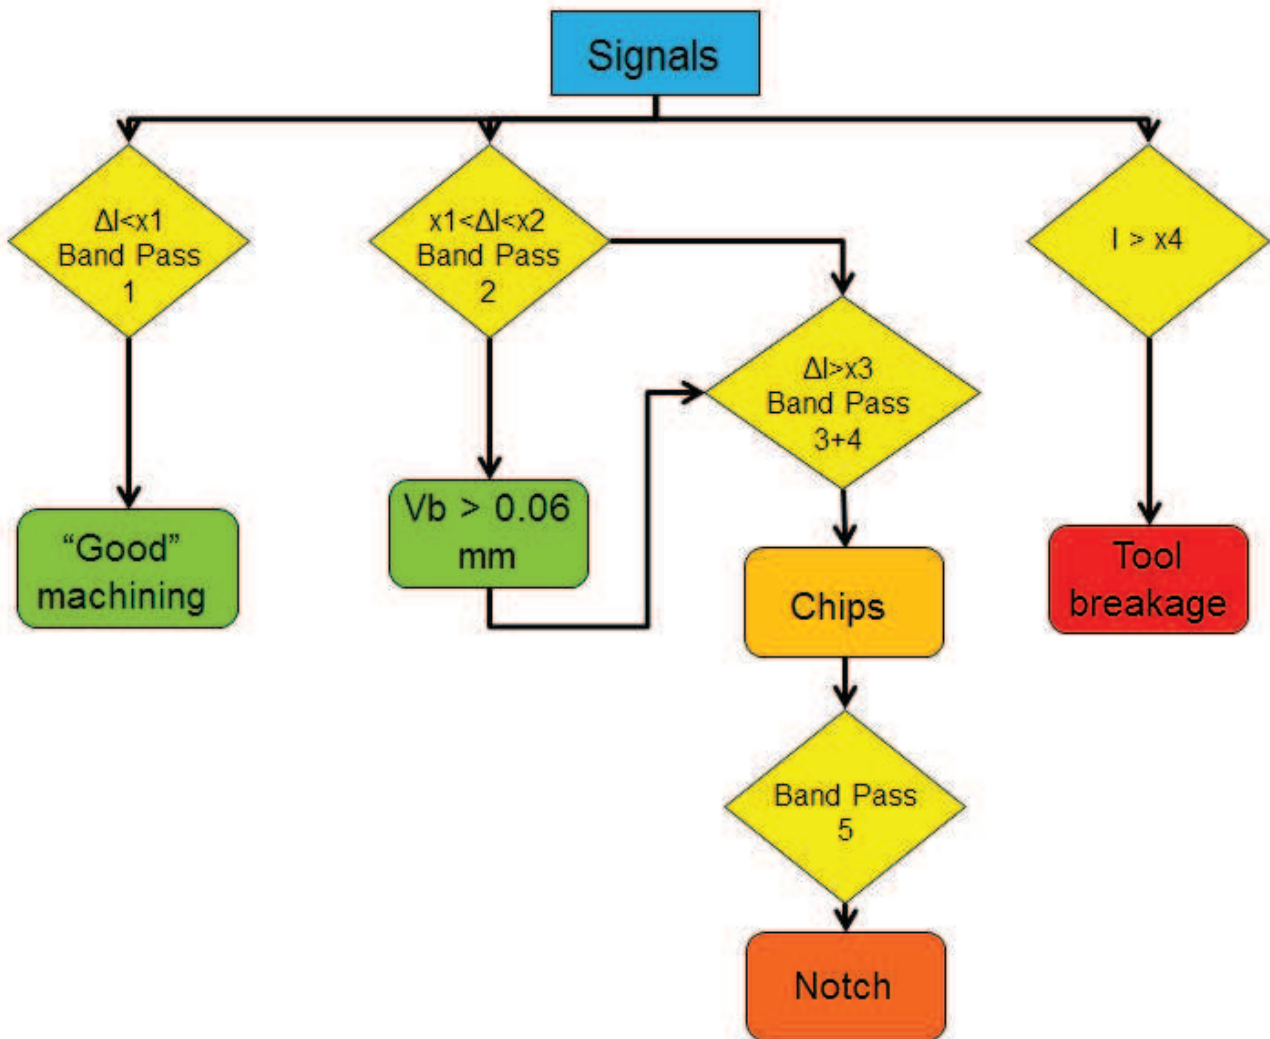 Signals
ΔI<x1
Band Pass
1
x1<ΔI<x2
Band Pass
2
I > x4
ΔI>x3
Band Pass
3+4
“Good”
machining
Vb > 0.06
mm
Chips
Tool
breakage
Band Pass
5
Notch